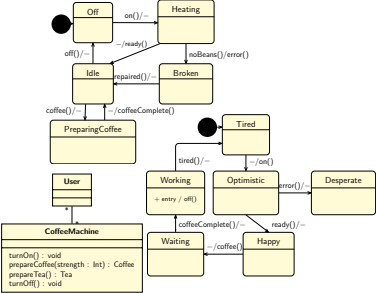 Off
on()/−
Heating
−/ready()
off()/−
noBeans()/error()
Idle
repaired()/−
Broken
coffee()/−
−/coffeeComplete()
PreparingCoffee
Tired
tired()/−
−/on()
User
Working
+ entry / off()
Optimistic
error()/−
Desperate
*
*
coffeeComplete()/−
ready()/−
CoffeeMachine
Waiting
−/coffee()
Happy
turnOn() : void
prepareCoffee(strength : Int) : Coffee
prepareTea() : Tea
turnOff() : void